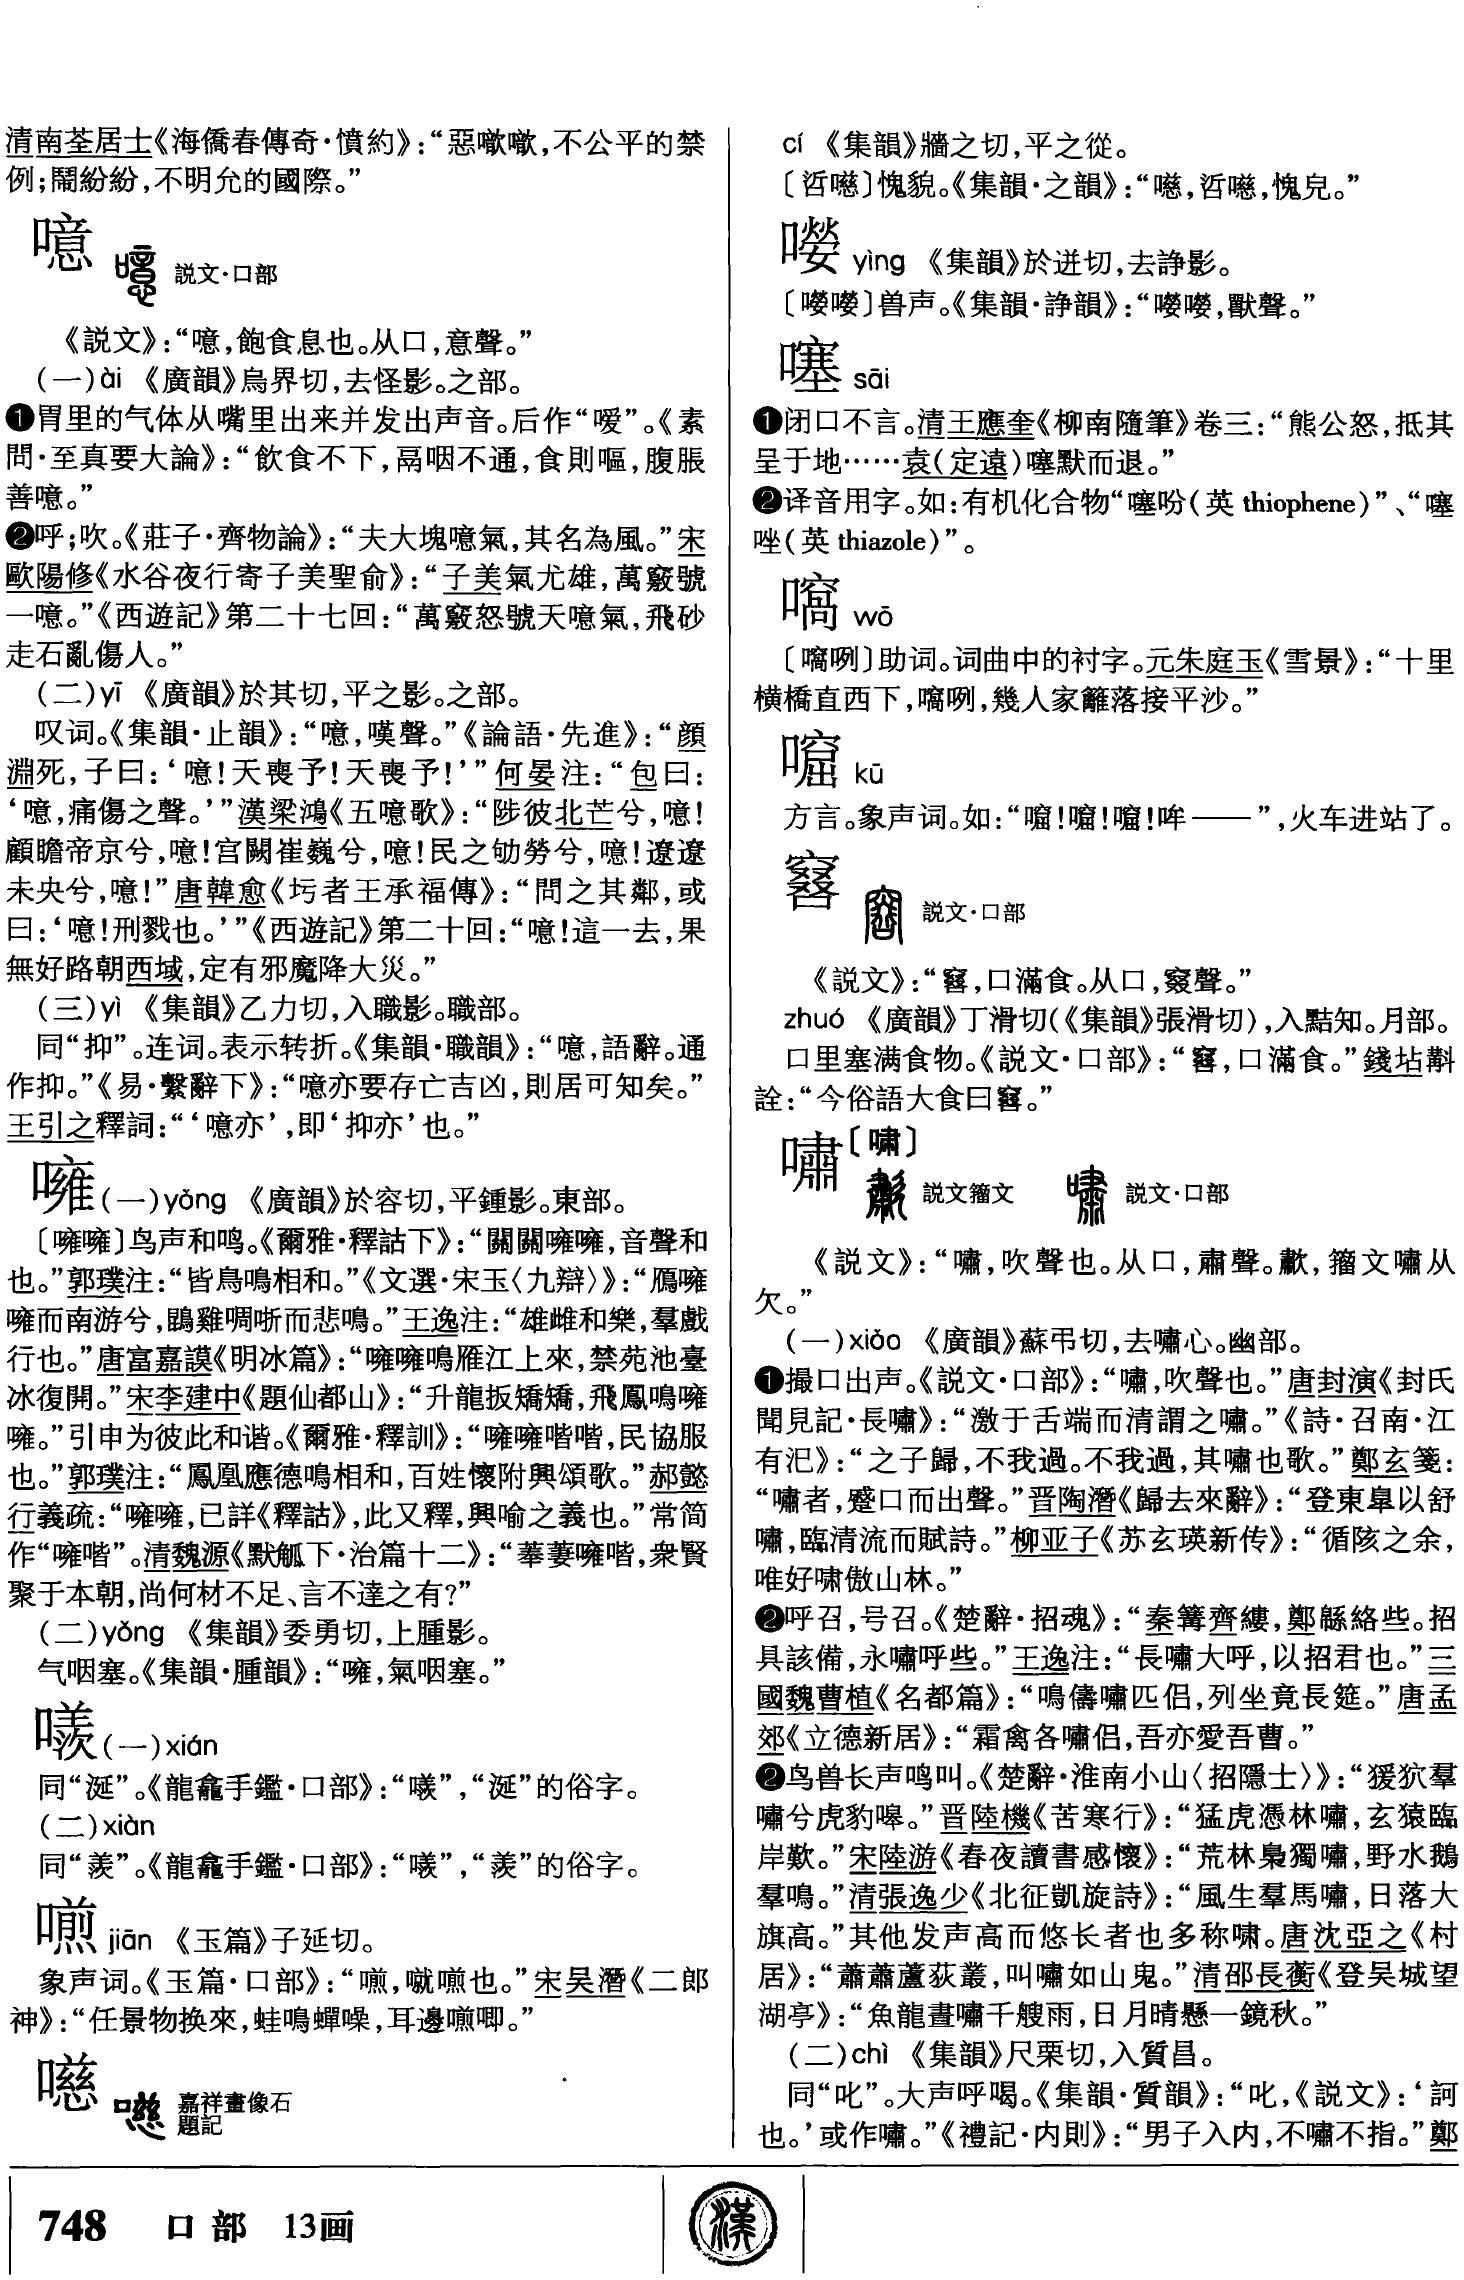 清南荃居士《海僑春傳奇·憤約》：“惡噷噷，不公平的禁
例；鬧紛紛，不明允的國際。”
噫 説文·口部
《説文》：“噫，飽食息也。从口，意聲。”
（一）ài 《廣韻》烏界切，去怪影。之部。
❶胃里的气体从嘴里出来并发出声音。后作“嗳”。《素
問·至真要大論》：“飲食不下，鬲咽不通，食則嘔，腹脹
善噫。”
❷呼；吹。《莊子·齊物論》：“夫大塊噫氣，其名為風。”宋
歐陽修《水谷夜行寄子美聖俞》：“子美氣尤雄，萬竅號
一噫。”《西遊記》第二十七回：“萬竅怒號天噫氣，飛砂
走石亂傷人。”
（二）yī 《廣韻》於其切，平之影。之部。
叹词。《集韻·止韻》：“噫，嘆聲。”《論語·先進》：“顔
淵死，子曰：‘噫！天喪予！天喪予！’”何晏注：“包曰：
‘噫，痛傷之聲。’”漢梁鴻《五噫歌》：“陟彼北芒兮，噫！
顧瞻帝京兮，噫！宫闕崔巍兮，噫！民之劬勞兮，噫！遼遼
未央兮，噫！”唐韓愈《圬者王承福傳》：“問之其鄰，或
曰：‘噫！刑戮也。’”《西遊記》第二十回：“噫！這一去，果
無好路朝西域，定有邪魔降大災。”
（三）yì 《集韻》乙力切，入職影。職部。
同“抑”。连词。表示转折。《集韻·職韻》：“噫，語辭。通
作抑。”《易·繫辭下》：“噫亦要存亡吉凶，則居可知矣。”
王引之釋詞：“‘噫亦’，即‘抑亦’也。”
噰（一）yōng 《廣韻》於容切，平鍾影。東部。
〔噰噰〕鸟声和鸣。《爾雅·釋詁下》：“關關噰噰，音聲和
也。”郭璞注：“皆鳥鳴相和。”《文選·宋玉〈九辯〉》：“鴈噰
噰而南游兮，鵾雞啁哳而悲鳴。”王逸注：“雄雌和樂，羣戲
行也。”唐富嘉謨《明冰篇》：“噰噰鳴雁江上來，禁苑池臺
冰復開。”宋李建中《題仙都山》：“升龍扳矯矯，飛鳳鳴噰
噰。”引申为彼此和谐。《爾雅·釋訓》：“噰噰喈喈，民協服
也。”郭璞注：“鳳凰應德鳴相和，百姓懷附興頌歌。”郝懿
行義疏：“噰噰，已詳《釋詁》，此又釋，興喻之義也。”常简
作“噰喈”。清魏源《默觚下·治篇十二》：“菶萋噰喈，衆賢
聚于本朝，尚何材不足、言不達之有？”
（二）yǒng 《集韻》委勇切，上腫影。
气咽塞。《集韻·腫韻》：“噰，氣咽塞。”
㘋（一）xián
同“涎”。《龍龕手鑑·口部》：“㘋”，“涎”的俗字。
（二）xiàn
同“羨”。《龍龕手鑑·口部》：“㘋”，“羨”的俗字。
jiān 《玉篇》子延切。
象声词。《玉篇·口部》：“，噈也。”宋吴潛《二郎
神》：“任景物换來，蛙鳴蟬噪，耳邊唧。”
嘉祥畫像石
題記
cí 《集韻》牆之切，平之從。
〔㖷〕愧貌。《集韻·之韻》：“，㖷，愧皃。”
yìng 《集韻》於迸切，去諍影。
〔〕兽声。《集韻·諍韻》：“，獸聲。”
噻 sāi
❶闭口不言。清王應奎《柳南隨筆》卷三：“熊公怒，抵其
呈于地……袁（定遠）噻默而退。”
❷译音用字。如：有机化合物“噻吩（英 thiophene）”、“噻
唑（英 thiazole）”。
wō
〔咧〕助词。词曲中的衬字。元朱庭玉《雪景》：“十里
横橋直西下，咧，幾人家籬落接平沙。”
kū
方言。象声词。如：“！！！哞——”，火车进站了。
説文·口部
《説文》：“，口滿食。从口，窡聲。”
zhuó 《廣韻》丁滑切（《集韻》張滑切），入黠知。月部。
口里塞满食物。《説文·口部》：“，口滿食。”錢坫斠
詮：“今俗語大食曰。”
嘯〔啸〕 説文籀文 説文·口部
《説文》：“嘯，吹聲也。从口，肅聲。歗，籀文嘯从
欠。”
（一）xiào 《廣韻》蘇弔切，去嘯心。幽部。
❶撮口出声。《説文·口部》：“嘯，吹聲也。”唐封演《封氏
聞見記·長嘯》：“激于舌端而清謂之嘯。”《詩·召南·江
有汜》：“之子歸，不我過。不我過，其嘯也歌。”鄭玄箋：
“嘯者，蹙口而出聲。”晋陶潛《歸去來辭》：“登東皐以舒
嘯，臨清流而賦詩。”柳亚子《苏玄瑛新传》：“循陔之余，
唯好啸傲山林。”
❷呼召，号召。《楚辭·招魂》：“秦篝齊縷，鄭緜絡些。招
具該備，永嘯呼些。”王逸注：“長嘯大呼，以招君也。”三
國魏曹植《名都篇》：“鳴儔嘯匹侣，列坐竟長筵。”唐孟
郊《立德新居》：“霜禽各嘯侣，吾亦愛吾曹。”
❷鸟兽长声鸣叫。《楚辭·淮南小山〈招隱士〉》：“猨狖羣
嘯兮虎豹嗥。”晋陸機《苦寒行》：“猛虎憑林嘯，玄猿臨
岸歎。”宋陸游《春夜讀書感懷》：“荒林梟獨嘯，野水鵝
羣鳴。”清張逸少《北征凱旋詩》：“風生羣馬嘯，日落大
旗高。”其他发声高而悠长者也多称啸。唐沈亞之《村
居》：“蕭蕭蘆荻叢，叫嘯如山鬼。”清邵長蘅《登吴城望
湖亭》：“魚龍晝嘯千艘雨，日月晴懸一鏡秋。”
（二）chì 《集韻》尺栗切，入質昌。
同“叱”。大声呼喝。《集韻·質韻》：“叱，《説文》：‘訶
也。’或作嘯。”《禮記·内則》：“男子入内，不嘯不指。”鄭
748 口部 13画
漢